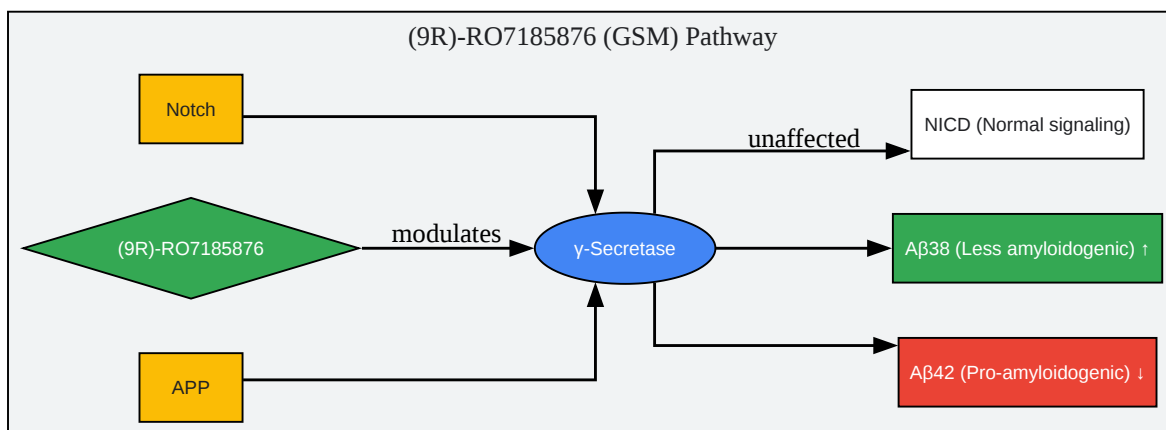 (9R)-RO7185876 (GSM) Pathway
Notch
NICD (Normal signaling)
unaffected
(9R)-RO7185876
modulates
γ-Secretase
Aβ38 (Less amyloidogenic) ↑
APP
Aβ42 (Pro-amyloidogenic) ↓